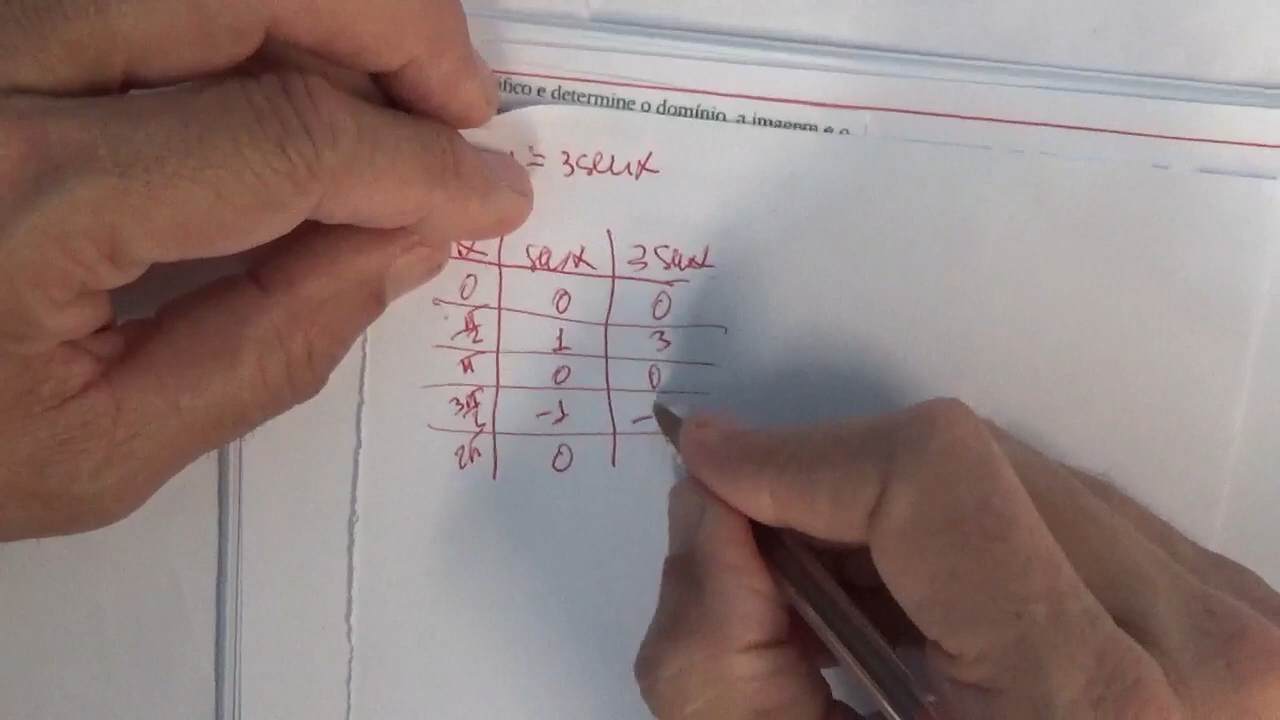 fico e determine o domínio, a imagem e o
= 3senx
x senx 3senx
0 0 0
π/2 1 3
π 0 0
3π/2 -1 -
2π 0